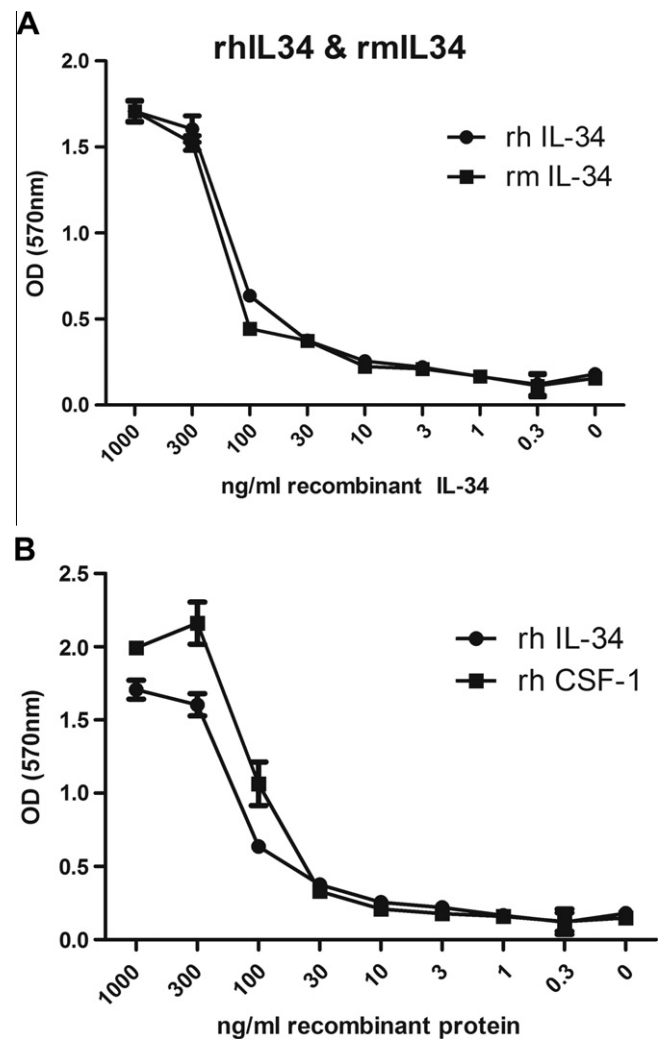 A
rhIL34 & rmIL34
2.0
1.5
1.0
0.5
0.0
OD (570nm)
rh IL-34
rm IL-34
1000
300
100
30
10
3
1
0.3
0
ng/ml recombinant IL-34
B
2.5
2.0
1.5
1.0
0.5
0.0
OD (570nm)
rh IL-34
rh CSF-1
1000
300
100
30
10
3
1
0.3
0
ng/ml recombinant protein